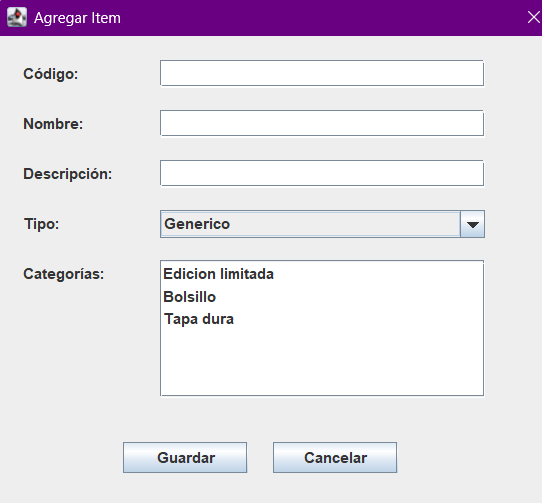 Agregar Item
Código:
Nombre:
Descripción:
Tipo: Generico
Categorías: Edicion limitada
Bolsillo
Tapa dura
Guardar Cancelar